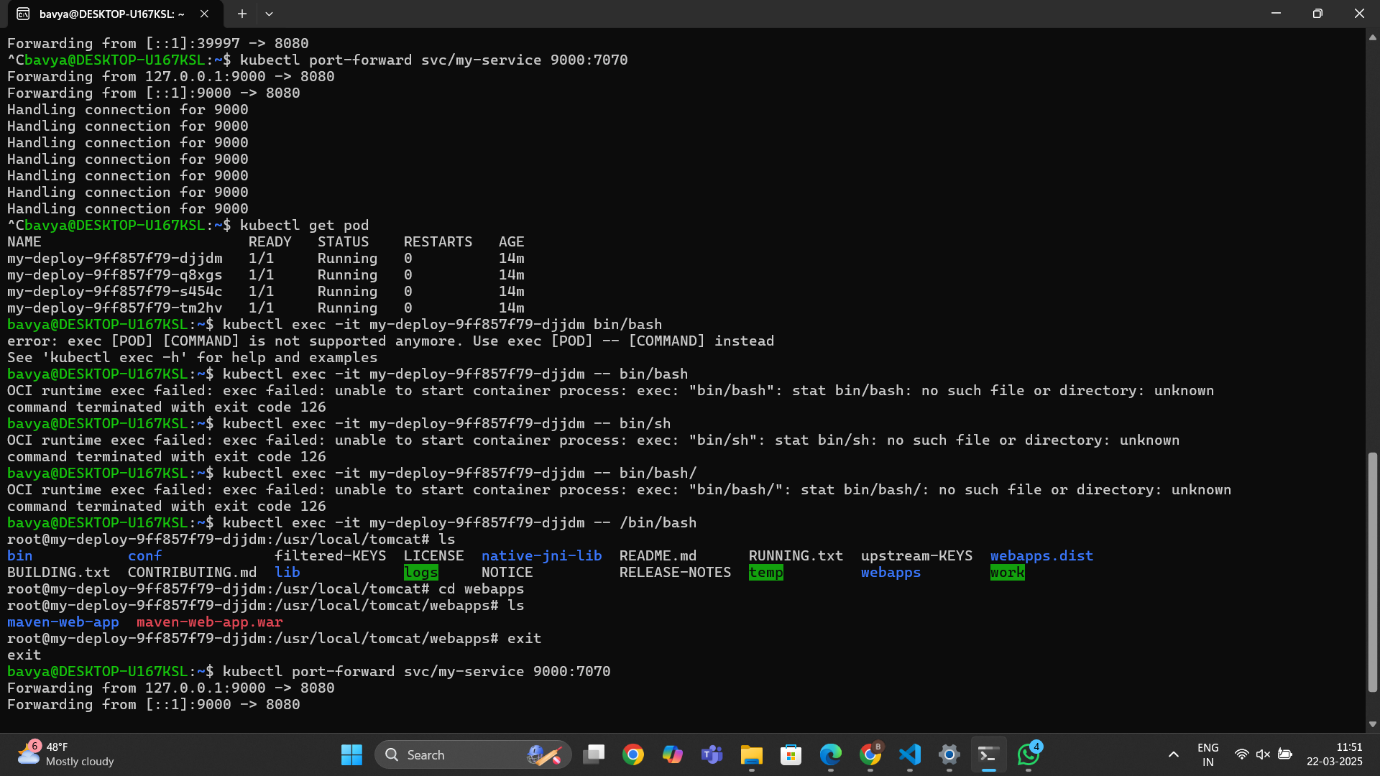 bavya@DESKTOP-U167KSL: ~
Forwarding from [::1]:39997 -> 8080
^Cbavya@DESKTOP-U167KSL:~$ kubectl port-forward svc/my-service 9000:7070
Forwarding from 127.0.0.1:9000 -> 8080
Forwarding from [::1]:9000 -> 8080
Handling connection for 9000
Handling connection for 9000
Handling connection for 9000
Handling connection for 9000
Handling connection for 9000
Handling connection for 9000
Handling connection for 9000
^Cbavya@DESKTOP-U167KSL:~$ kubectl get pod
NAME READY STATUS RESTARTS AGE
my-deploy-9ff857f79-djjdm 1/1 Running 0 14m
my-deploy-9ff857f79-q8xgs 1/1 Running 0 14m
my-deploy-9ff857f79-s454c 1/1 Running 0 14m
my-deploy-9ff857f79-tm2hv 1/1 Running 0 14m
bavya@DESKTOP-U167KSL:~$ kubectl exec -it my-deploy-9ff857f79-djjdm bin/bash
error: exec [POD] [COMMAND] is not supported anymore. Use exec [POD] -- [COMMAND] instead
See 'kubectl exec -h' for help and examples
bavya@DESKTOP-U167KSL:~$ kubectl exec -it my-deploy-9ff857f79-djjdm -- bin/bash
OCI runtime exec failed: exec failed: unable to start container process: exec: "bin/bash": stat bin/bash: no such file or directory: unknown
command terminated with exit code 126
bavya@DESKTOP-U167KSL:~$ kubectl exec -it my-deploy-9ff857f79-djjdm -- bin/sh
OCI runtime exec failed: exec failed: unable to start container process: exec: "bin/sh": stat bin/sh: no such file or directory: unknown
command terminated with exit code 126
bavya@DESKTOP-U167KSL:~$ kubectl exec -it my-deploy-9ff857f79-djjdm -- bin/bash/
OCI runtime exec failed: exec failed: unable to start container process: exec: "bin/bash/": stat bin/bash/: no such file or directory: unknown
command terminated with exit code 126
bavya@DESKTOP-U167KSL:~$ kubectl exec -it my-deploy-9ff857f79-djjdm -- /bin/bash
root@my-deploy-9ff857f79-djjdm:/usr/local/tomcat# ls
bin conf filtered-KEYS LICENSE native-jni-lib README.md RUNNING.txt upstream-KEYS webapps.dist
BUILDING.txt CONTRIBUTING.md lib logs NOTICE RELEASE-NOTES temp webapps work
root@my-deploy-9ff857f79-djjdm:/usr/local/tomcat# cd webapps
root@my-deploy-9ff857f79-djjdm:/usr/local/tomcat/webapps# ls
maven-web-app maven-web-app.war
root@my-deploy-9ff857f79-djjdm:/usr/local/tomcat/webapps# exit
exit
bavya@DESKTOP-U167KSL:~$ kubectl port-forward svc/my-service 9000:7070
Forwarding from 127.0.0.1:9000 -> 8080
Forwarding from [::1]:9000 -> 8080
6
48°F
Mostly cloudy
Search
B
4
ENG
IN
11:51
22-03-2025